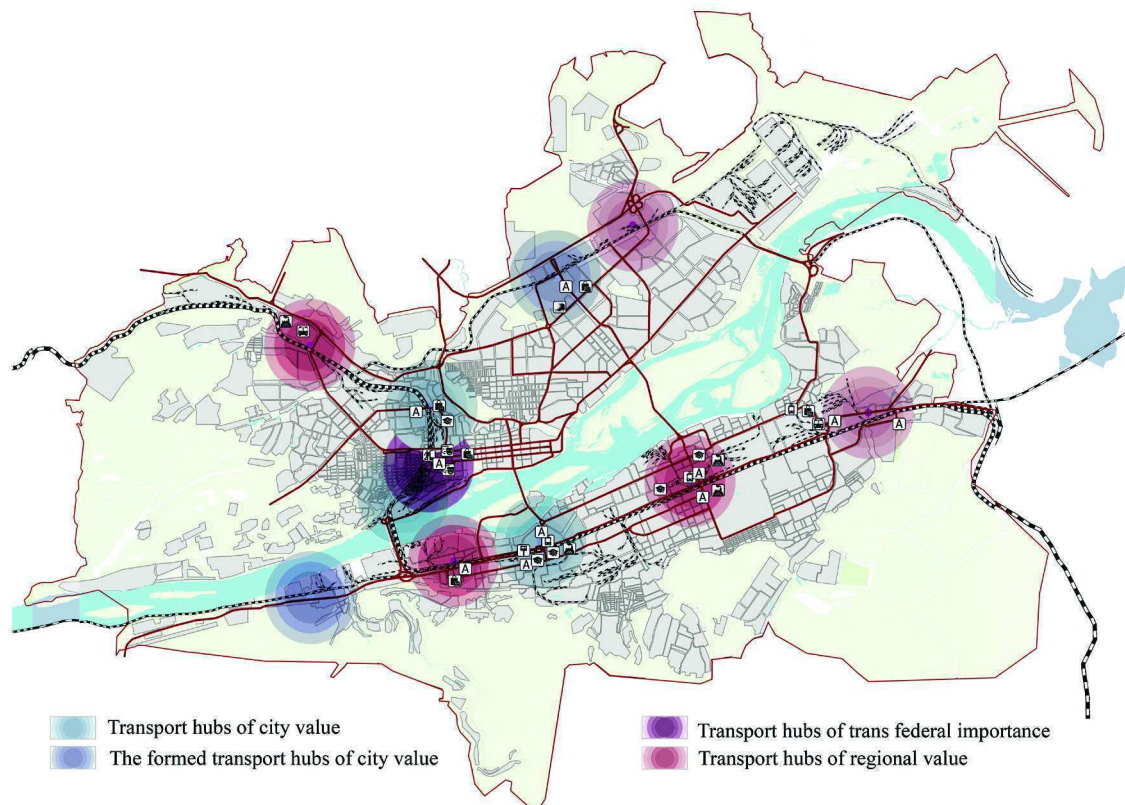 A
A
A
A
A
A
A
A
A
A
Transport hubs of city value
The formed transport hubs of city value
Transport hubs of trans federal importance
Transport hubs of regional value